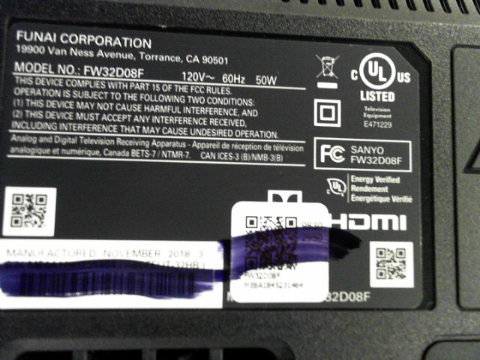 FUNAI CORPORATION
19900 Van Ness Avenue, Torrance, CA 90501
MODEL NO.: FW32D08F 120V~ 60Hz 50W
THIS DEVICE COMPLIES WITH PART 15 OF THE FCC RULES.
OPERATION IS SUBJECT TO THE FOLLOWING TWO CONDITIONS:
(1) THIS DEVICE MAY NOT CAUSE HARMFUL INTERFERENCE, AND
(2) THIS DEVICE MUST ACCEPT ANY INTERFERENCE RECEIVED,
INCLUDING INTERFERENCE THAT MAY CAUSE UNDESIRED OPERATION.
Analog and Digital Television Receiving Apparatus - Appareil de réception de télévision
analogique et numérique, Canada BETS-7 / NTMR-7. CAN ICES-3 (B)/NMB-3(B)
C UL US
LISTED
Television
Equipment
E471229
FC SANYO
FW32D08F
UL Energy Verified
Rendement
Énergétique Vérifié
HDMI
MANUFACTURED: NOVEMBER 2018
FW32D08F
32D08F